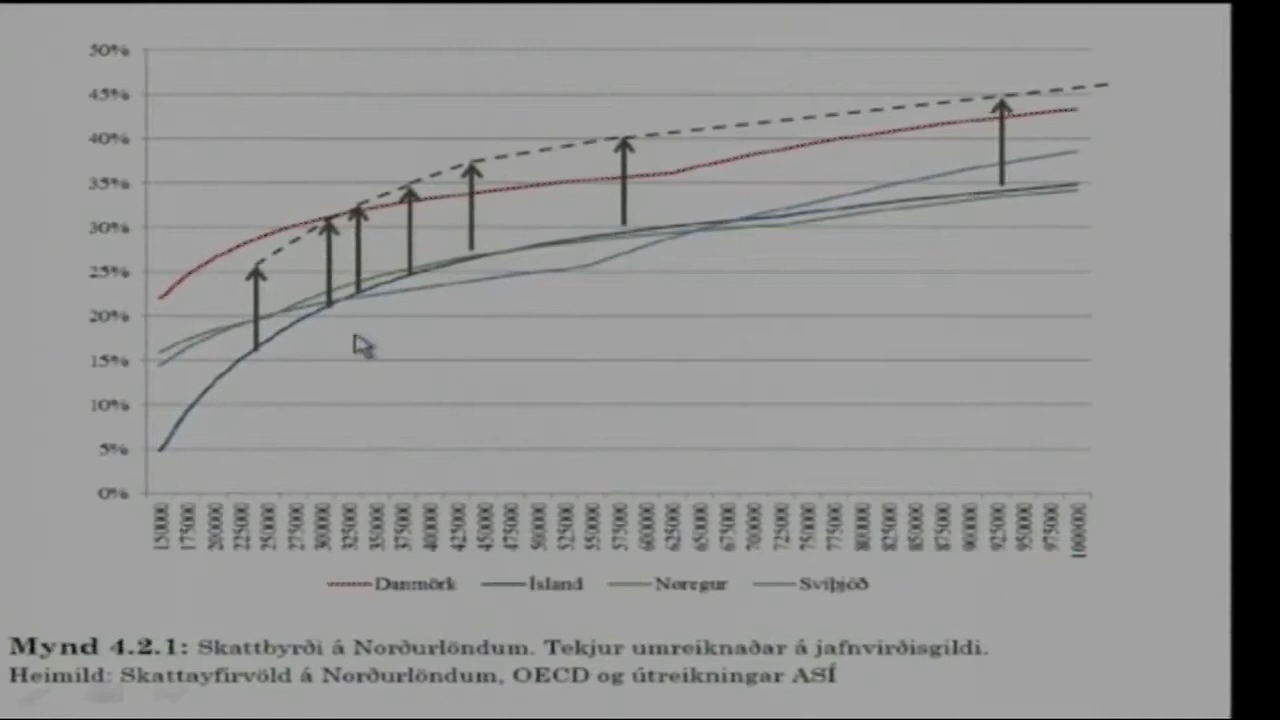 50%
45%
40%
35%
30%
25%
20%
15%
10%
5%
0%
150000 175000 200000 225000 250000 275000 300000 325000 350000 375000 400000 425000 450000 475000 500000 525000 550000 575000 600000 625000 650000 675000 700000 725000 750000 775000 800000 825000 850000 875000 900000 925000 950000 975000 1000000
Danmörk Ísland Noregur Svíþjóð
Mynd 4.2.1: Skattbyrði á Norðurlöndum. Tekjur umreiknaðar á jafnvirðisgildi.
Heimild: Skattayfirvöld á Norðurlöndum, OECD og útreikningar ASÍ